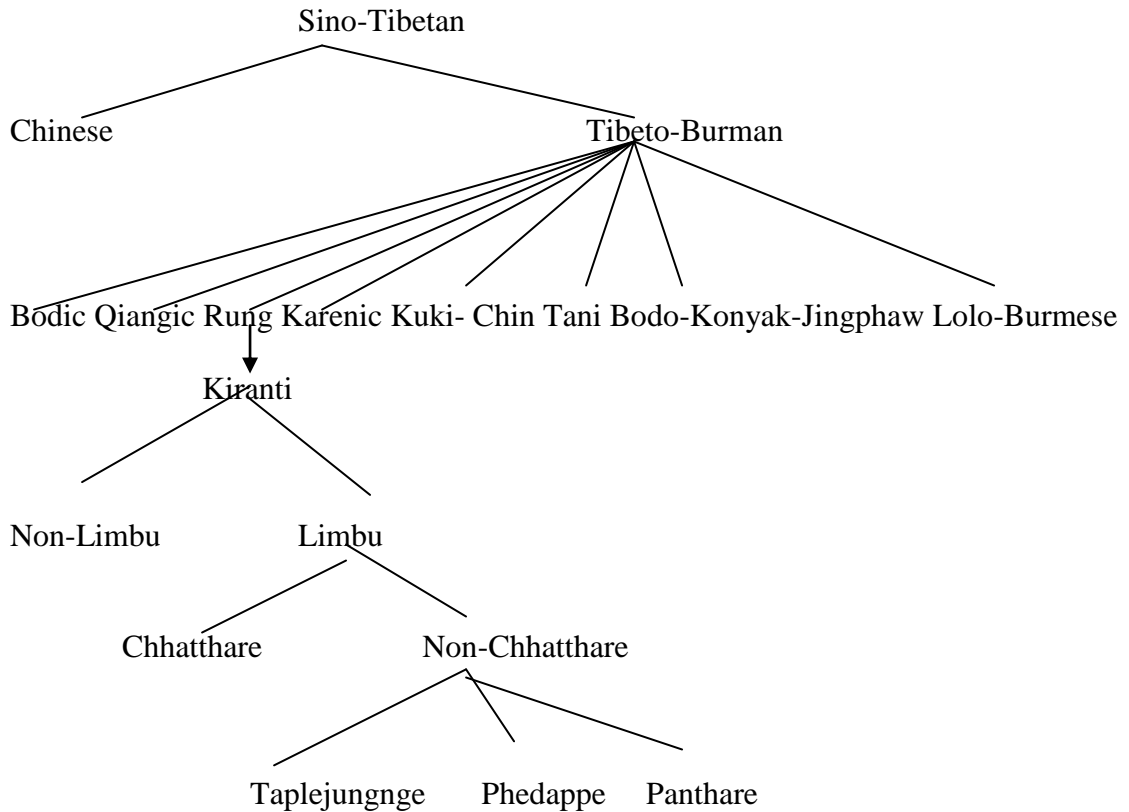 Sino-Tibetan
Chinese Tibeto-Burman
Bodic Qiangic Rung Karenic Kuki- Chin Tani Bodo-Konyak-Jingphaw Lolo-Burmese
Kiranti
Non-Limbu Limbu
Chhatthare Non-Chhatthare
Taplejungnge Phedappe Panthare